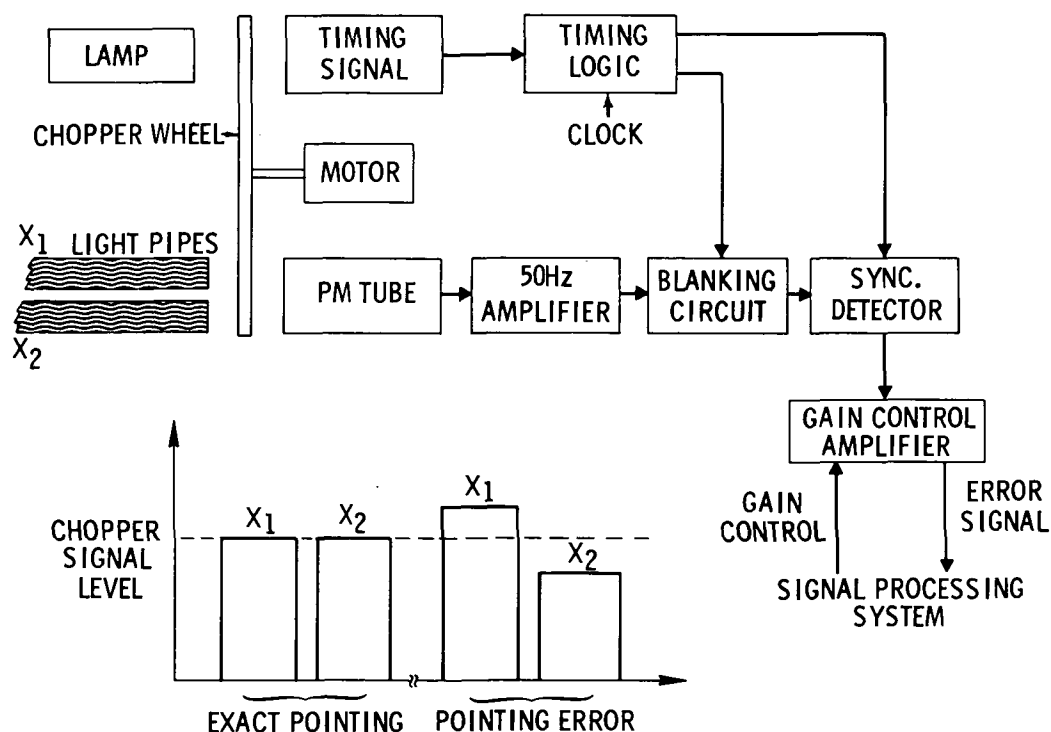 LAMP
TIMING
SIGNAL
TIMING
LOGIC
CHOPPER WHEEL
CLOCK
MOTOR
X1 LIGHT PIPES
X2
PM TUBE
50Hz
AMPLIFIER
BLANKING
CIRCUIT
SYNC.
DETECTOR
GAIN CONTROL
AMPLIFIER
GAIN
CONTROL
ERROR
SIGNAL
SIGNAL PROCESSING
SYSTEM
CHOPPER
SIGNAL
LEVEL
X1
X2
X1
X2
EXACT POINTING
POINTING ERROR